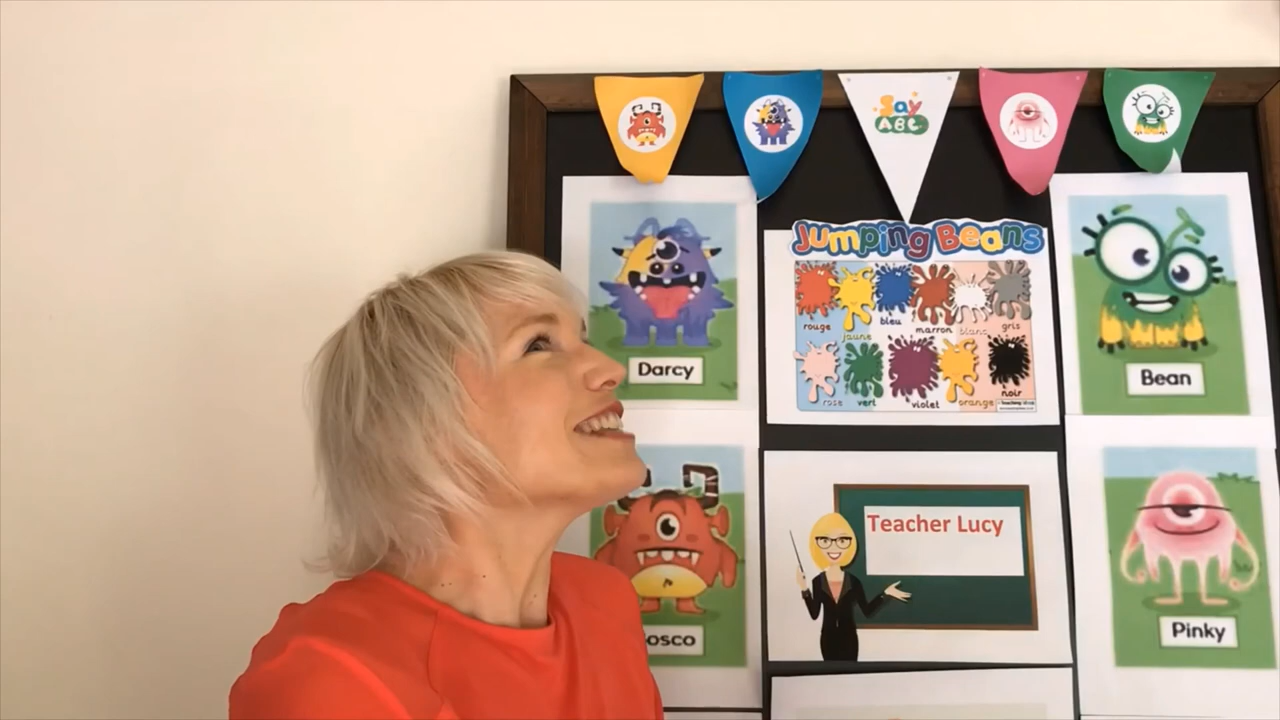 Say
ABC
Jumping Beans
rouge
jaune
bleu
marron
blanc
gris
rose
vert
violet
orange
noir
Darcy
Bean
Teacher Lucy
osco
Pinky